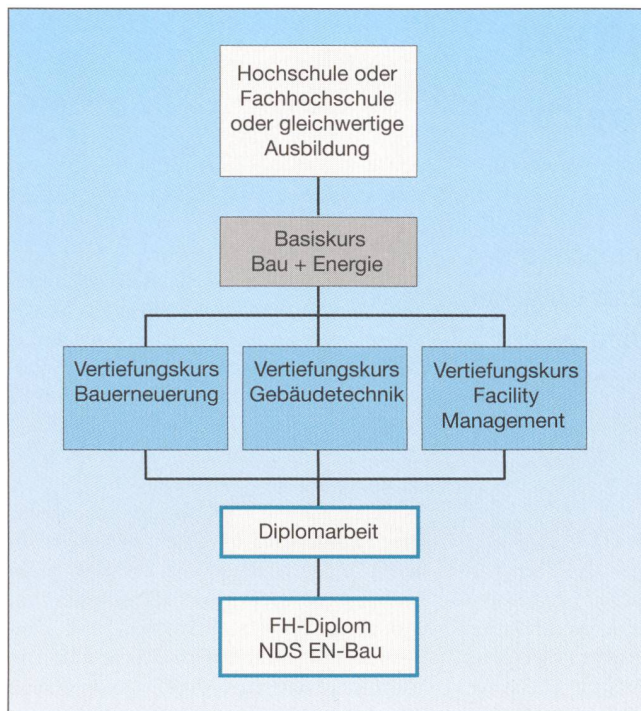 Hochschule oder
Fachhochschule
oder gleichwertige
Ausbildung
Basiskurs
Bau + Energie
Vertiefungskurs
Bauerneuerung
Vertiefungskurs
Gebäudetechnik
Vertiefungskurs
Facility
Management
Diplomarbeit
FH-Diplom
NDS EN-Bau